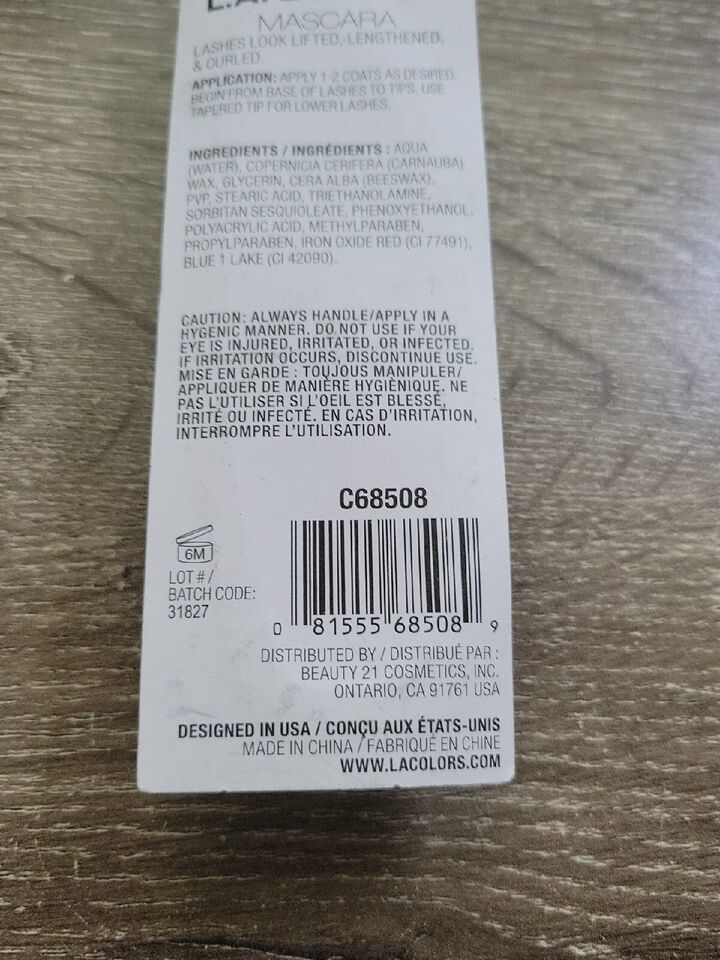 MASCARA
LASHES LOOK LIFTED, LENGTHENED,
& CURLED.
APPLICATION: APPLY 1-2 COATS AS DESIRED.
BEGIN FROM BASE OF LASHES TO TIPS. USE
TAPERED TIP FOR LOWER LASHES.
INGREDIENTS / INGRÉDIENTS : AQUA
(WATER), COPERNICIA CERIFERA (CARNAUBA)
WAX, GLYCERIN, CERA ALBA (BEESWAX),
PVP, STEARIC ACID, TRIETHANOLAMINE,
SORBITAN SESQUIOLEATE, PHENOXYETHANOL,
POLYACRYLIC ACID, METHYLPARABEN,
PROPYLPARABEN, IRON OXIDE RED (CI 77491),
BLUE 1 LAKE (CI 42090).
CAUTION: ALWAYS HANDLE/APPLY IN A
HYGENIC MANNER. DO NOT USE IF YOUR
EYE IS INJURED, IRRITATED, OR INFECTED.
IF IRRITATION OCCURS, DISCONTINUE USE.
MISE EN GARDE : TOUJOUS MANIPULER/
APPLIQUER DE MANIÈRE HYGIÈNIQUE. NE
PAS L'UTILISER SI L'OEIL EST BLESSÉ,
IRRITÉ OU INFECTÉ. EN CAS D'IRRITATION,
INTERROMPRE L'UTILISATION.
C68508
6M
LOT # /
BATCH CODE:
31827
0 81555 68508 9
DISTRIBUTED BY / DISTRIBUÉ PAR :
BEAUTY 21 COSMETICS, INC.
ONTARIO, CA 91761 USA
DESIGNED IN USA / CONÇU AUX ÉTATS-UNIS
MADE IN CHINA / FABRIQUÉ EN CHINE
WWW.LACOLORS.COM